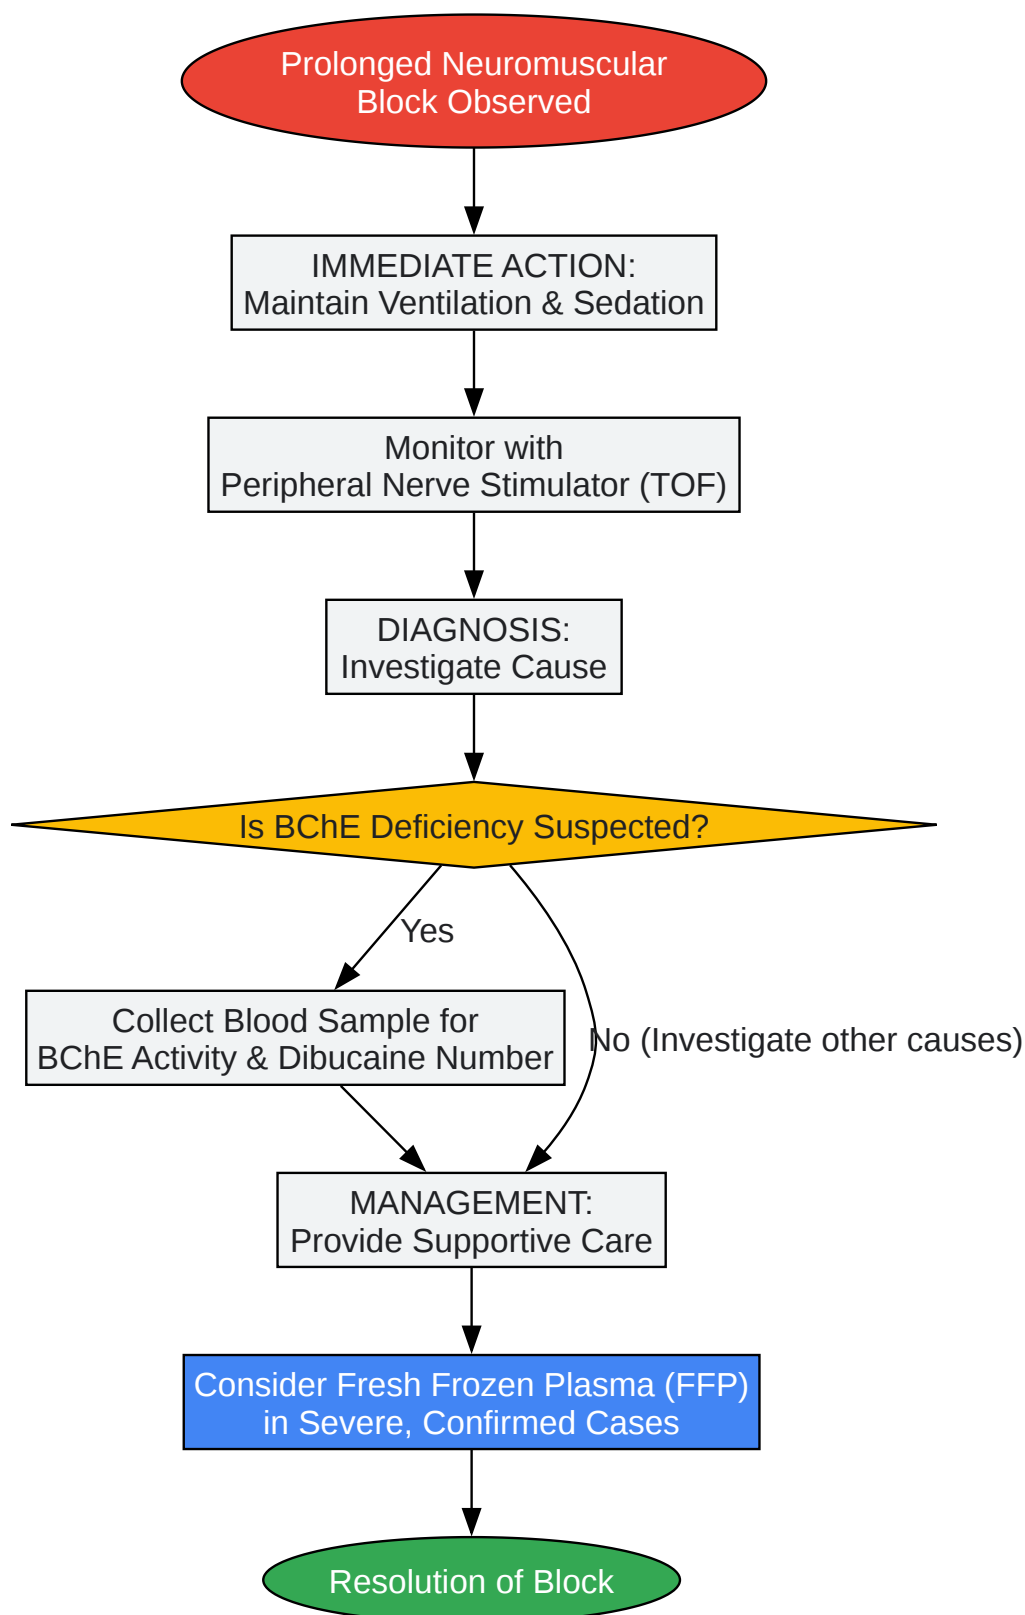 Prolonged Neuromuscular
Block Observed
IMMEDIATE ACTION:
Maintain Ventilation & Sedation
Monitor with
Peripheral Nerve Stimulator (TOF)
DIAGNOSIS:
Investigate Cause
Is BChE Deficiency Suspected?
Yes
Collect Blood Sample for
BChE Activity & Dibucaine Number
No (Investigate other causes)
MANAGEMENT:
Provide Supportive Care
Consider Fresh Frozen Plasma (FFP)
in Severe, Confirmed Cases
Resolution of Block